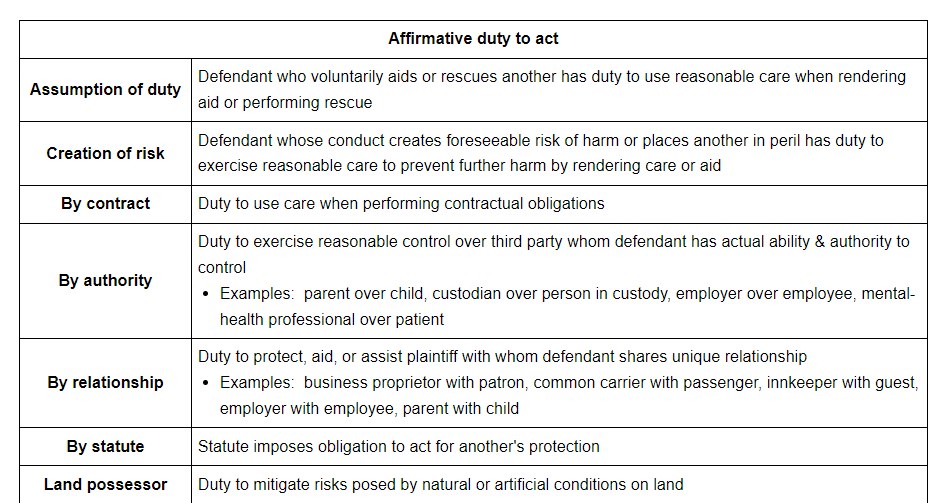 Affirmative duty to act
Assumption of duty
Defendant who voluntarily aids or rescues another has duty to use reasonable care when rendering
aid or performing rescue
Creation of risk
Defendant whose conduct creates foreseeable risk of harm or places another in peril has duty to
exercise reasonable care to prevent further harm by rendering care or aid
By contract
Duty to use care when performing contractual obligations
By authority
Duty to exercise reasonable control over third party whom defendant has actual ability & authority to
control
• Examples:  parent over child, custodian over person in custody, employer over employee, mental-
health professional over patient
By relationship
Duty to protect, aid, or assist plaintiff with whom defendant shares unique relationship
• Examples:  business proprietor with patron, common carrier with passenger, innkeeper with guest,
employer with employee, parent with child
By statute
Statute imposes obligation to act for another's protection
Land possessor
Duty to mitigate risks posed by natural or artificial conditions on land